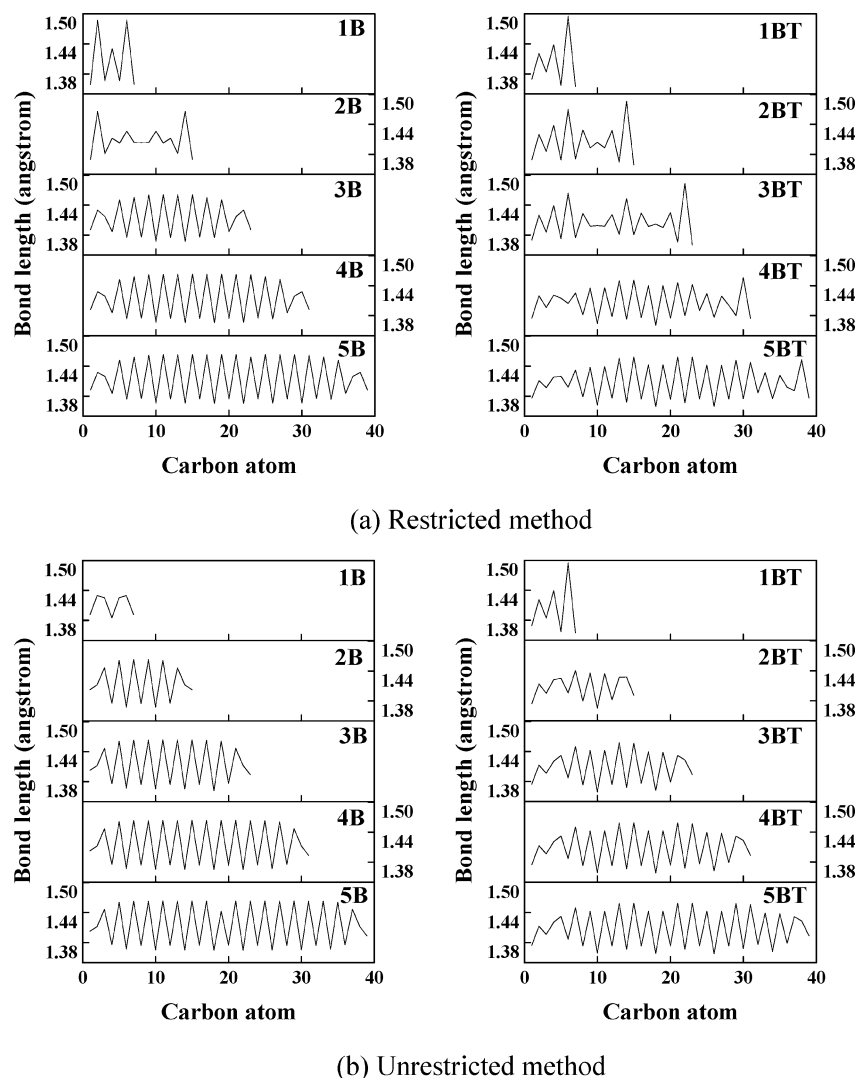 1.50
1.44
1.38
1B
1.50
1.44
1.38
2B
1.50
1.44
1.38
3B
1.50
1.44
1.38
4B
1.50
1.44
1.38
5B
0 10 20 30 40
Carbon atom
Bond length (angstrom)
1.50
1.44
1.38
1BT
1.50
1.44
1.38
2BT
1.50
1.44
1.38
3BT
1.50
1.44
1.38
4BT
1.50
1.44
1.38
5BT
0 10 20 30 40
Carbon atom
Bond length (angstrom)
(a) Restricted method
1.50
1.44
1.38
1B
1.50
1.44
1.38
2B
1.50
1.44
1.38
3B
1.50
1.44
1.38
4B
1.50
1.44
1.38
5B
0 10 20 30 40
Carbon atom
Bond length (angstrom)
1.50
1.44
1.38
1BT
1.50
1.44
1.38
2BT
1.50
1.44
1.38
3BT
1.50
1.44
1.38
4BT
1.50
1.44
1.38
5BT
0 10 20 30 40
Carbon atom
Bond length (angstrom)
(b) Unrestricted method